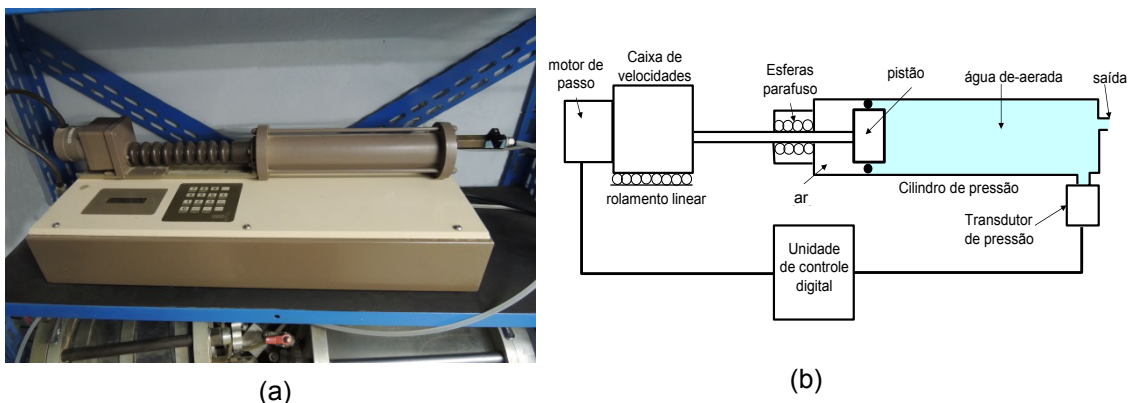 motor de
passo
Caixa de
velocidades
Esferas
parafuso
pistão
água de-aerada
saída
rolamento linear
ar
Cilindro de pressão
Transdutor
de pressão
Unidade
de controle
digital
(a)
(b)